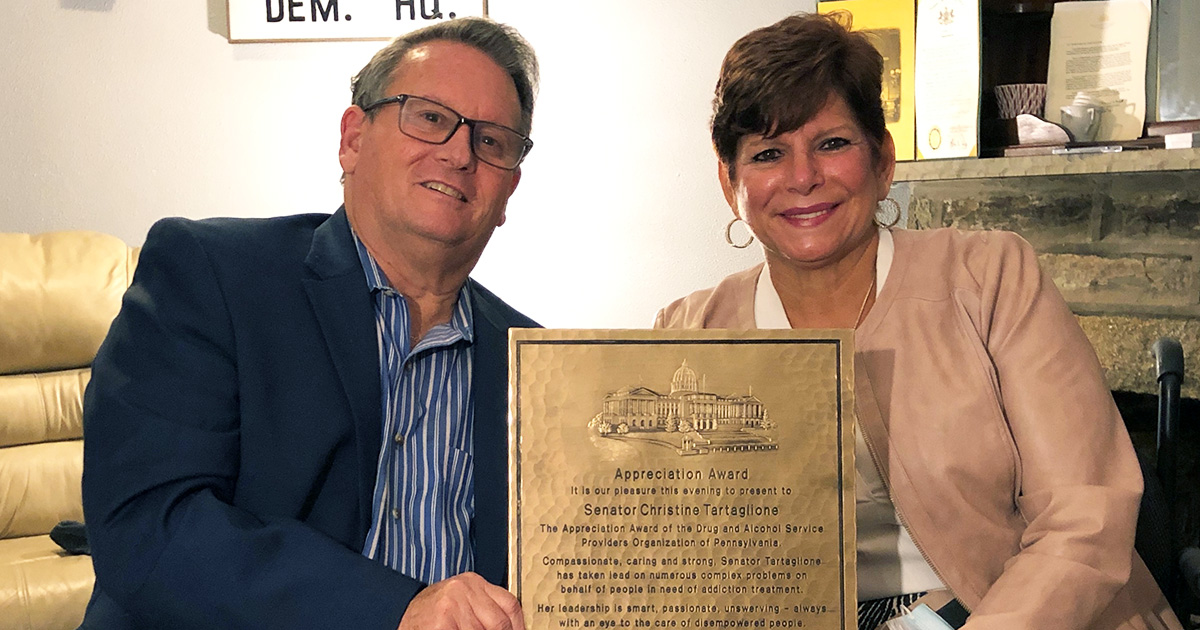 DEM. HQ.
Appreciation Award
It is our pleasure this evening to present to
Senator Christine Tartaglione
The Appreciation Award of the Drug and Alcohol Service
Providers Organization of Pennsylvania.
Compassionate, caring and strong, Senator Tartaglione
has taken lead on numerous complex problems on
behalf of people in need of addiction treatment.
Her leadership is smart, passionate, unswerving – always
with an eye to the care of disempowered people.